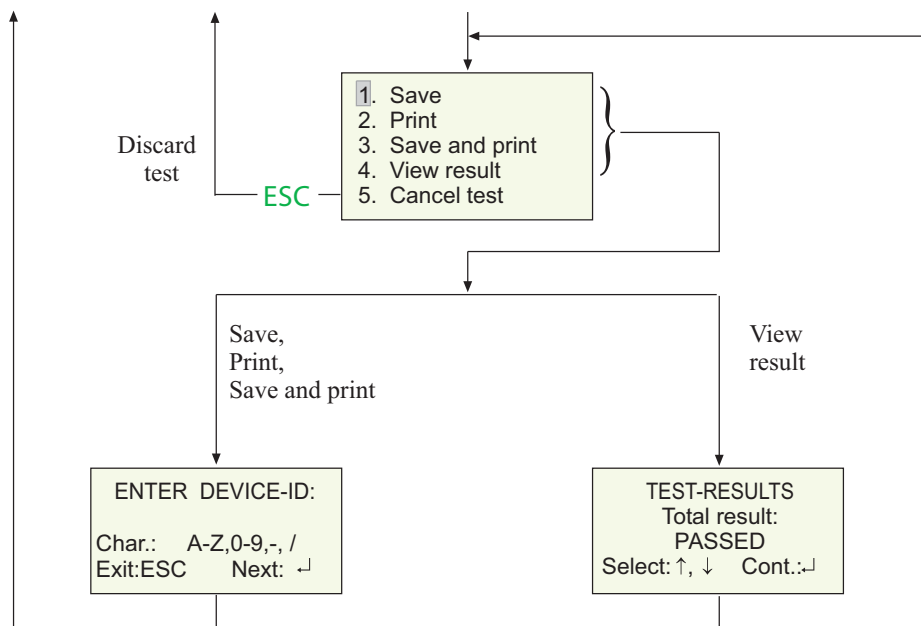 1. Save
2. Print
3. Save and print
4. View result
5. Cancel test
Discard
test
ESC
Save,
Print,
Save and print
View
result
ENTER DEVICE-ID:
Char.: A-Z,0-9,-, /
Exit:ESC Next: ↵
TEST-RESULTS
Total result:
PASSED
Select: ↑, ↓ Cont.:↵